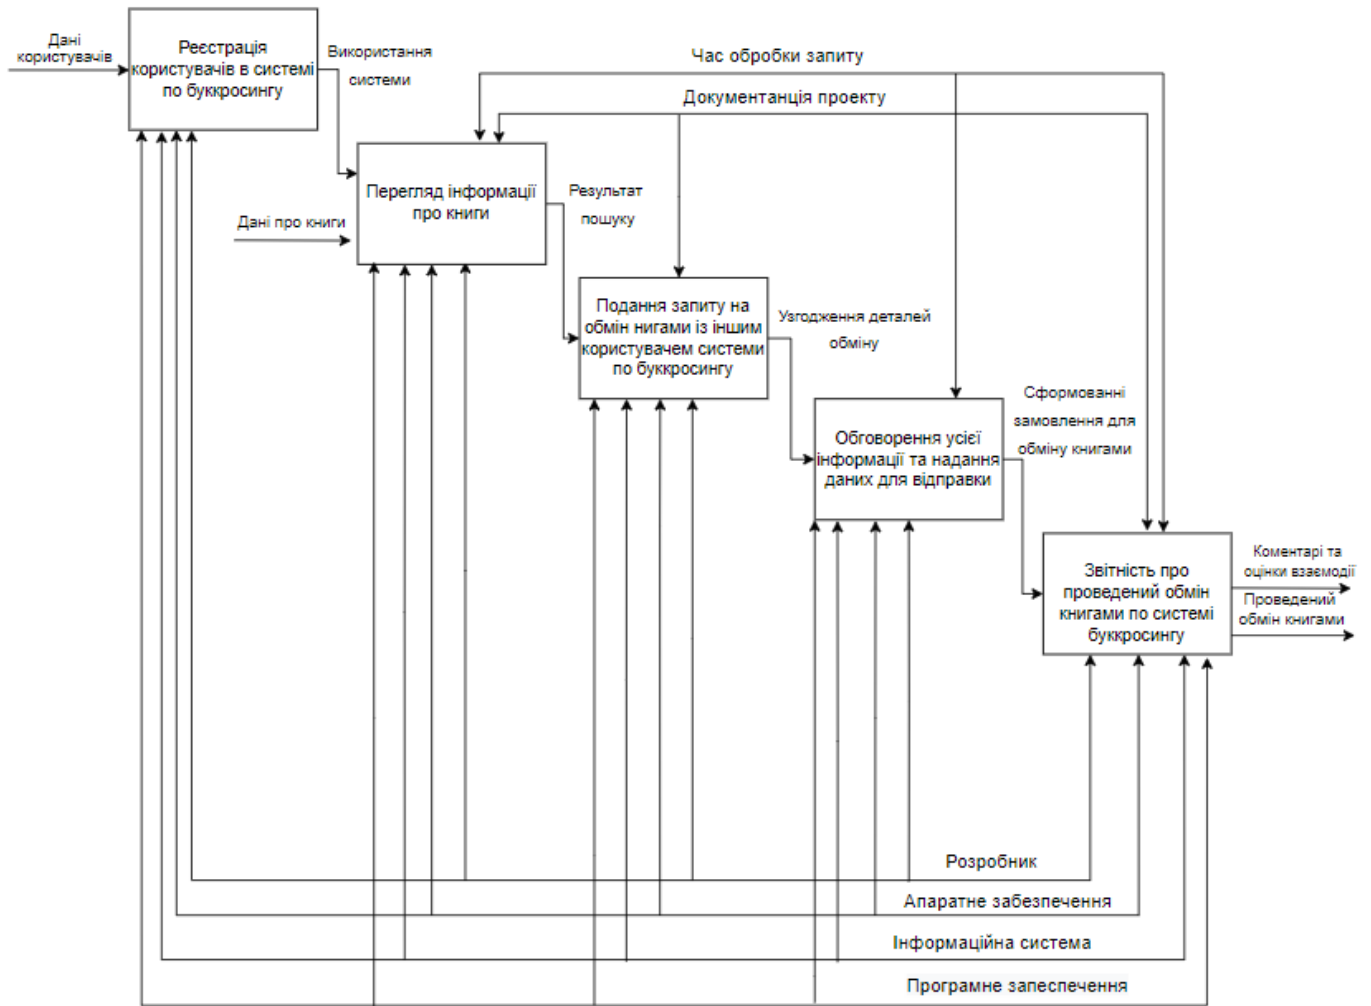 Дані
користувачів
Реєстрація
користувачів в системі
по буккросингу
Використання
системи
Час обробки запиту
Документанція проекту
Перегляд інформації
про книги
Дані про книги
Результат
пошуку
Подання запиту на
обмін нигами із іншим
користувачем системи
по буккросингу
Узгодження деталей
обміну
Обговорення усієї
інформації та надання
даних для відправки
Сформованні
замовлення для
обміну книгами
Звітність про
проведений обмін
книгами по системі
буккросингу
Коментарі та
оцінки взаємодії
Проведений
обмін книгами
Розробник
Апаратне забезпечення
Інформаційна система
Програмне запеспечення